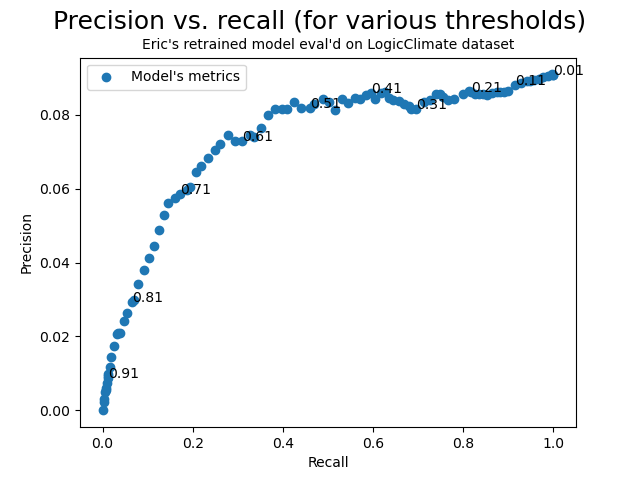 Precision vs. recall (for various thresholds)
Eric's retrained model eval'd on LogicClimate dataset
Model's metrics
0.01
0.11
0.21
0.31
0.41
0.51
0.61
0.71
0.81
0.91
0.08
0.06
0.04
0.02
0.00
Precision
0.0 0.2 0.4 0.6 0.8 1.0
Recall